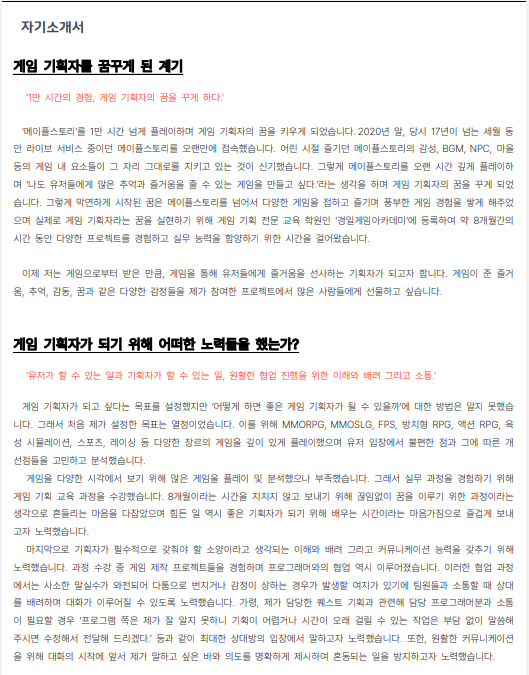 자기소개서
게임 기획자를 꿈꾸게 된 계기
'1만 시간의 경험, 게임 기획자의 꿈을 꾸게 하다.'
'메이플스토리'를 1만 시간 넘게 플레이하며 게임 기획자의 꿈을 키우게 되었습니다. 2020년 말, 당시 17년이 넘는 세월 동
안 라이브 서비스 중이던 메이플스토리를 오랜만에 접속했습니다. 어린 시절 즐기던 메이플스토리의 감성, BGM, NPC, 마을
등의 게임 내 요소들이 그 자리 그대로를 지키고 있는 것이 신기했습니다. 그렇게 메이플스토리를 오랜 시간 깊게 플레이하
며 '나도 유저들에게 많은 추억과 즐거움을 줄 수 있는 게임을 만들고 싶다.'라는 생각을 하며 게임 기획자의 꿈을 꾸게 되었
습니다. 그렇게 막연하게 시작된 꿈은 메이플스토리를 넘어서 다양한 게임을 접하고 즐기며 풍부한 게임 경험을 쌓게 해주었
으며 실제로 게임 기획자라는 꿈을 실현하기 위해 게임 기획 전문 교육 학원인 '경일게임아카데미'에 등록하여 약 8개월간의
시간 동안 다양한 프로젝트를 경험하고 실무 능력을 함양하기 위한 시간을 걸어왔습니다.
이제 저는 게임으로부터 받은 만큼, 게임을 통해 유저들에게 즐거움을 선사하는 기획자가 되고자 합니다. 게임이 준 즐거
움, 추억, 감동, 꿈과 같은 다양한 감정들을 제가 참여한 프로젝트에서 많은 사람들에게 선물하고 싶습니다.
게임 기획자가 되기 위해 어떠한 노력들을 했는가?
'유저가 할 수 있는 일과 기획자가 할 수 있는 일, 원활한 협업 진행을 위한 이해와 배려 그리고 소통.'
게임 기획자가 되고 싶다는 목표를 설정했지만 '어떻게 하면 좋은 게임 기획자가 될 수 있을까'에 대한 방법은 알지 못했습
니다. 그래서 처음 제가 설정한 목표는 열정이었습니다. 이를 위해 MMORPG, MMOSLG, FPS, 방치형 RPG, 액션 RPG, 육
성 시뮬레이션, 스포츠, 레이싱 등 다양한 장르의 게임을 깊이 있게 플레이했으며 유저 입장에서 불편한 점과 그에 따른 개
선점들을 고민하고 분석했습니다.
게임을 다양한 시각에서 보기 위해 많은 게임을 플레이 및 분석했으나 부족했습니다. 그래서 실무 과정을 경험하기 위해
게임 기획 교육 과정을 수강했습니다. 8개월이라는 시간을 지치지 않고 보내기 위해 끊임없이 꿈을 이루기 위한 과정이라는
생각으로 흔들리는 마음을 다잡았으며 힘든 일 역시 좋은 기획자가 되기 위해 배우는 시간이라는 마음가짐으로 즐겁게 보내
고자 노력했습니다.
마지막으로 기획자가 필수적으로 갖춰야 할 소양이라고 생각되는 이해와 배려 그리고 커뮤니케이션 능력을 갖추기 위해
노력했습니다. 과정 수강 중 게임 제작 프로젝트들을 경험하며 프로그래머와의 협업 역시 이루어졌습니다. 이러한 협업 과정
에서는 사소한 말실수가 와전되어 다툼으로 번지거나 감정이 상하는 경우가 발생할 여지가 있기에 팀원들과 소통할 때 상대
를 배려하며 대화가 이루어질 수 있도록 노력했습니다. 가령, 제가 담당한 퀘스트 기획과 관련해 담당 프로그래머분과 소통
이 필요할 경우 '프로그램 쪽은 제가 잘 알지 못하니 기획이 어렵거나 시간이 오래 걸릴 수 있는 작업은 부담 없이 말씀해
주시면 수정해서 전달해 드리겠다.' 등과 같이 최대한 상대방의 입장에서 말하고자 노력했습니다. 또한, 원활한 커뮤니케이션
을 위해 대화의 시작에 앞서 제가 말하고 싶은 바와 의도를 명확하게 제시하여 혼동되는 일을 방지하고자 노력했습니다.